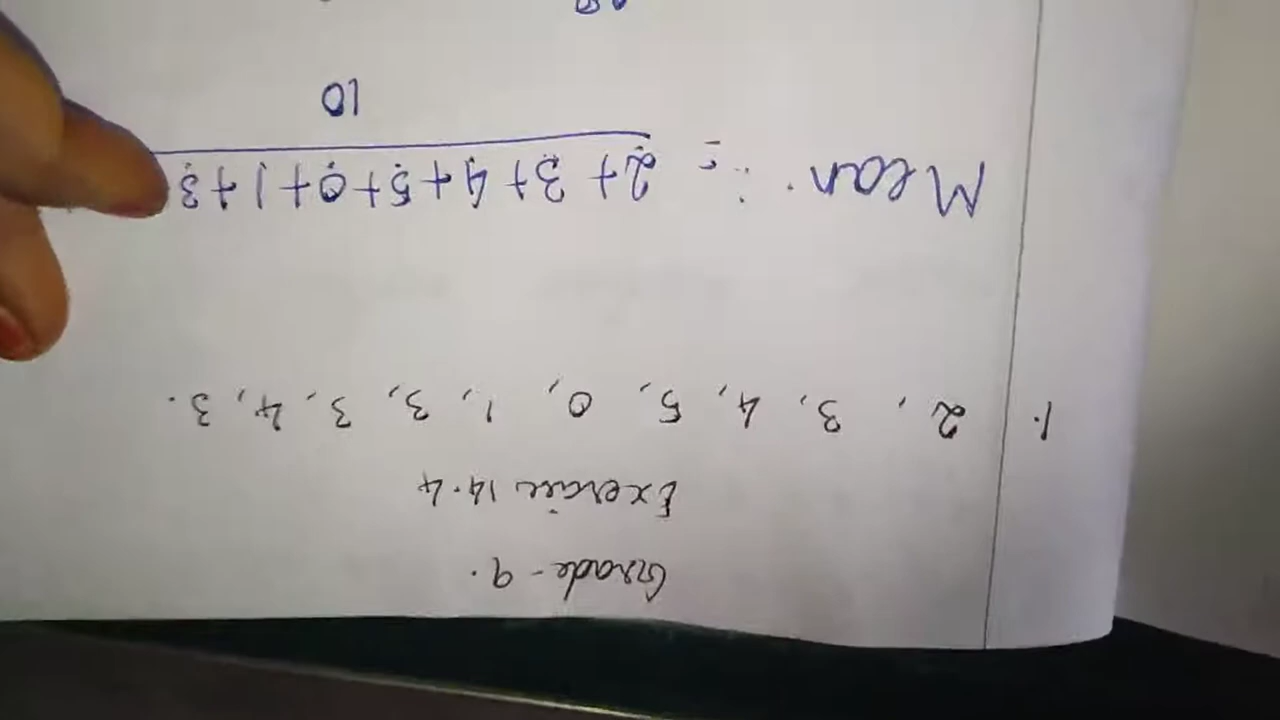 Grade - 9.
Exercise 14.4
1. 2, 3, 4, 5, 0, 1, 3, 3, 4, 3.
Mean. := 2+3+4+5+0+1+3
10